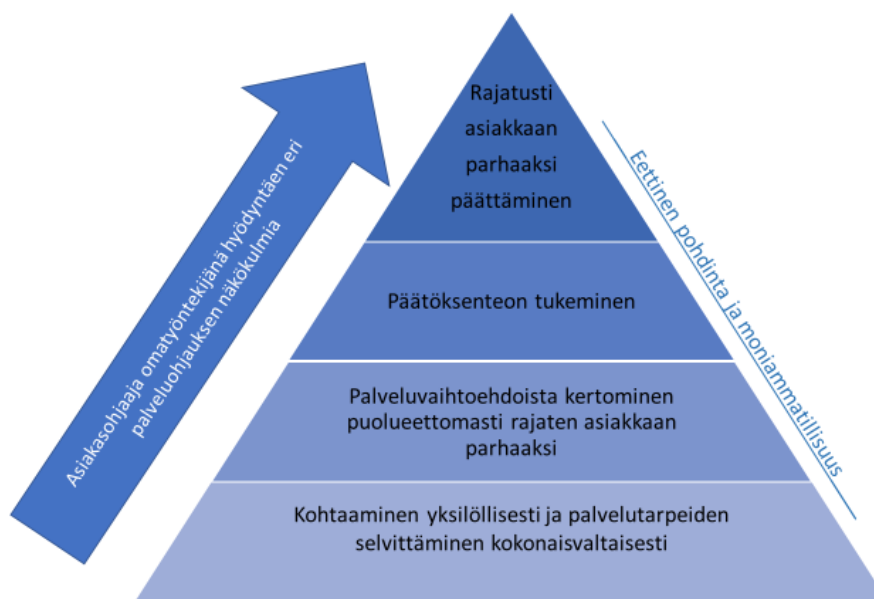 Rajatusti
asiakkaan
parhaaksi
päättäminen
Päätöksenteon tukeminen
Palveluvaihtoehdoista kertominen
puolueettomasti rajaten asiakkaan
parhaaksi
Kohtaaminen yksilöllisesti ja palvelutarpeiden
selvittäminen kokonaisvaltaisesti
Asiakasohjaaja omatyöntekijänä hyödyntäen eri
palveluohjauksen näkökulmia
Eettinen pohdinta ja moniammatillisuus